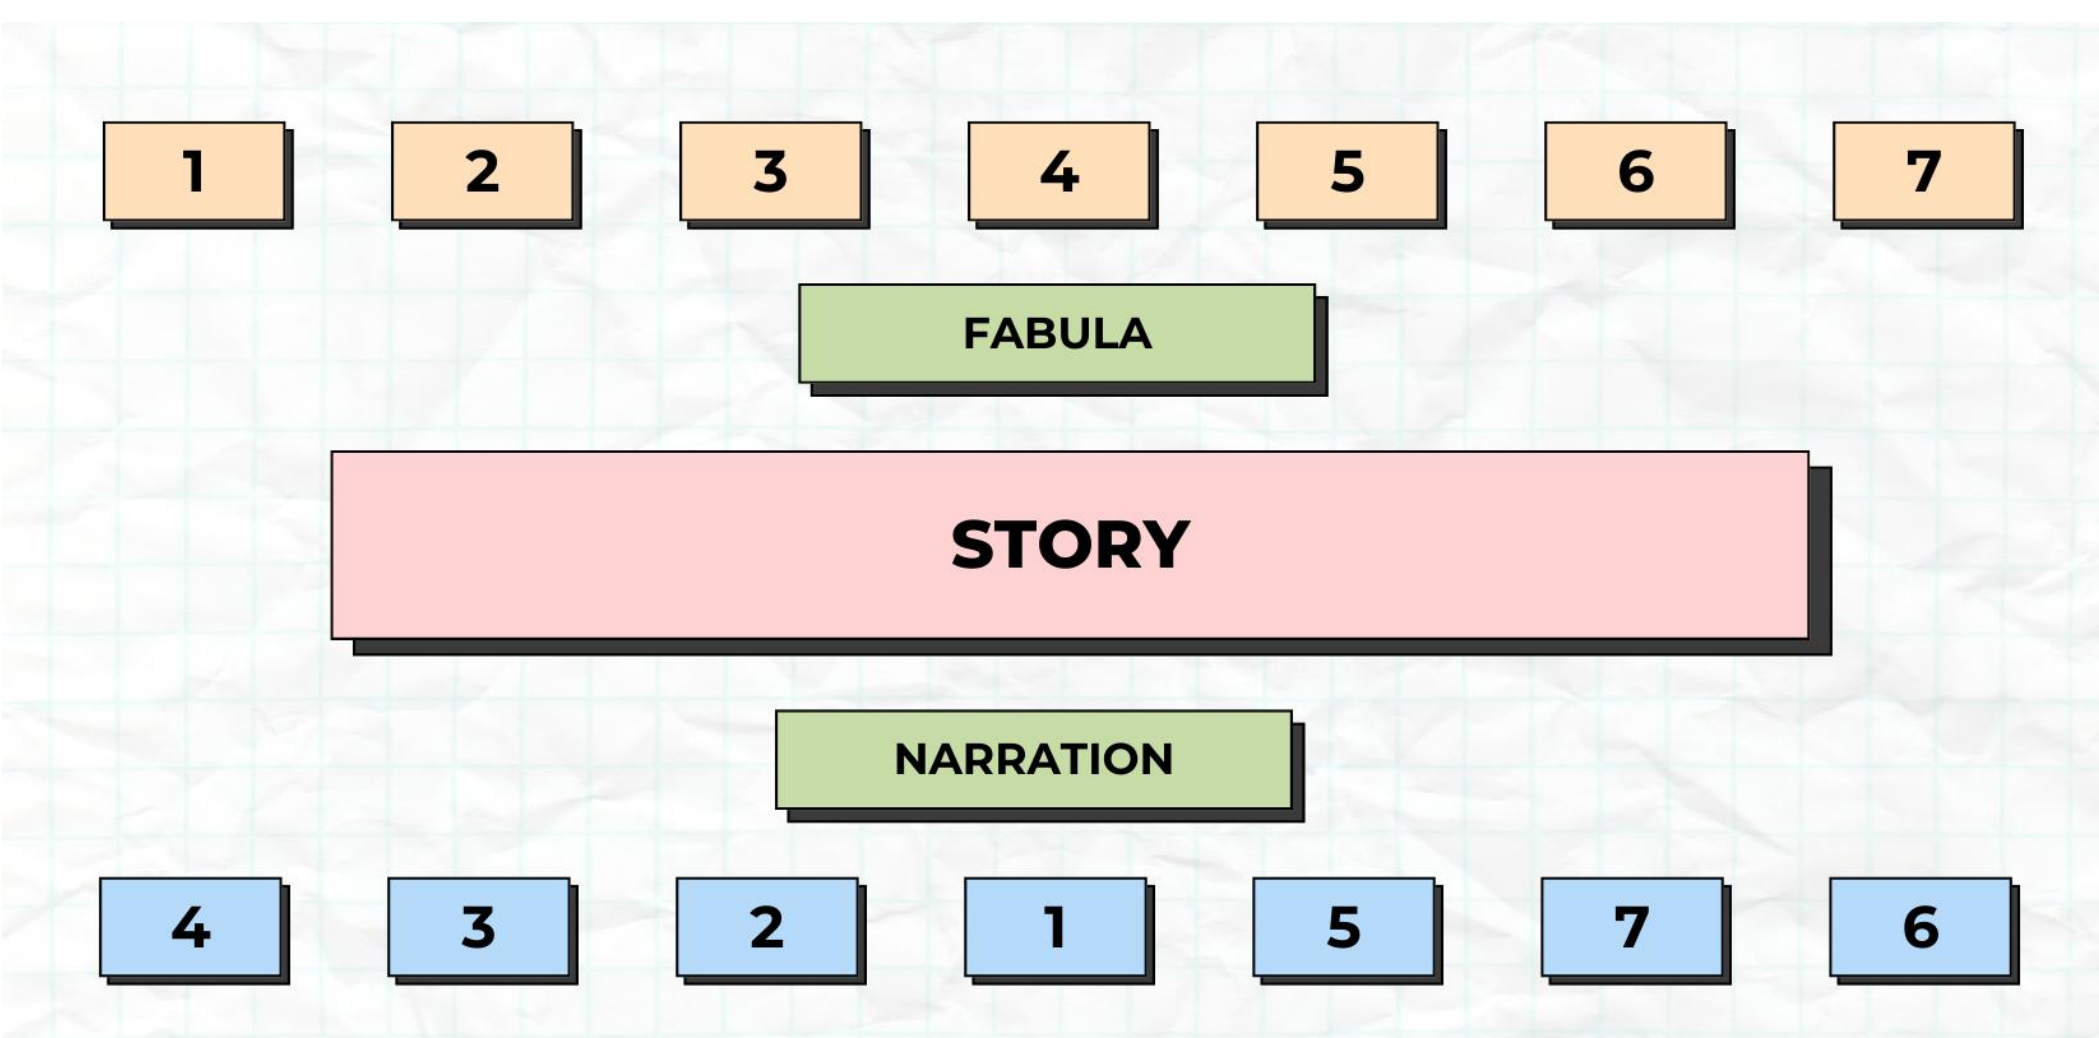 1 2 3 4 5 6 7
FABULA
STORY
NARRATION
4 3 2 1 5 7 6